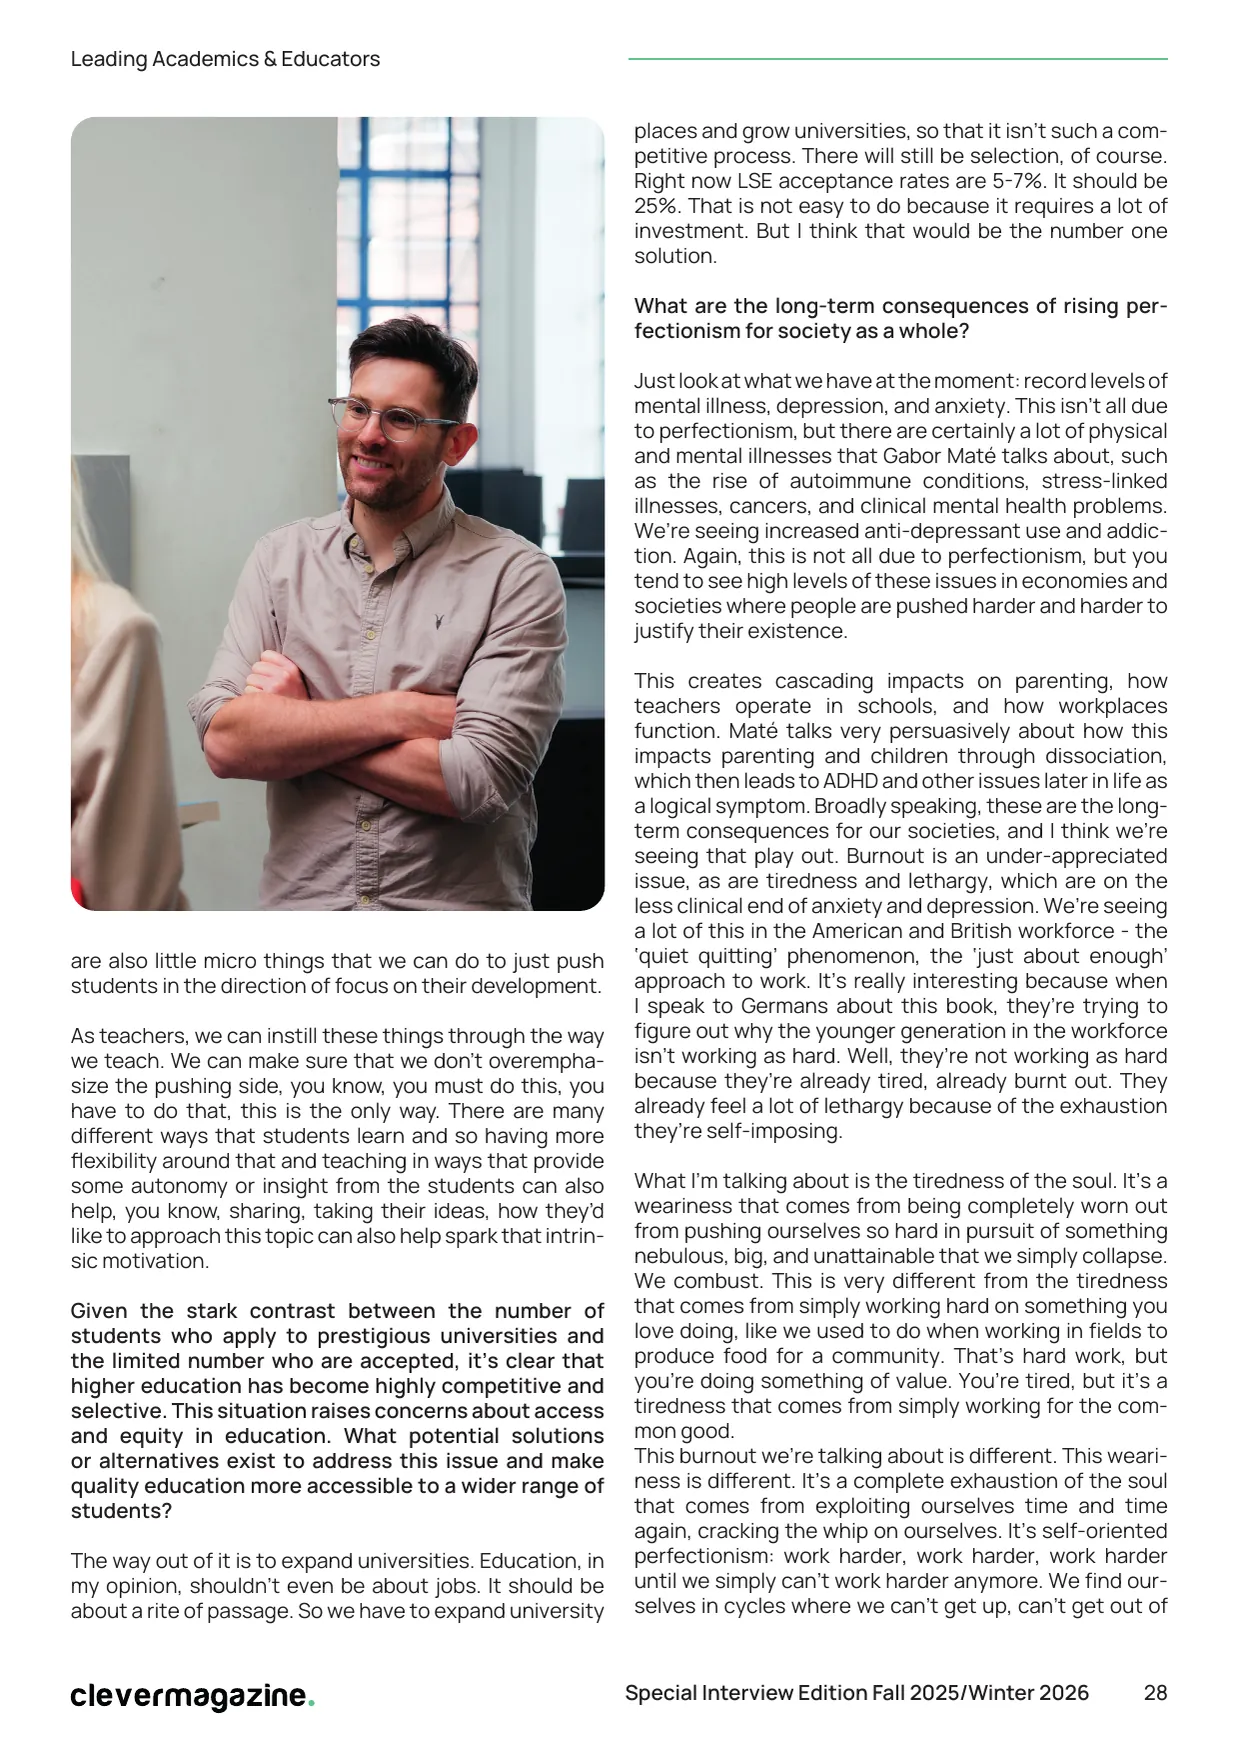 Leading Academics & Educators
are also little micro things that we can do to just push
students in the direction of focus on their development.
As teachers, we can instill these things through the way
we teach. We can make sure that we don't overempha-
size the pushing side, you know, you must do this, you
have to do that, this is the only way. There are many
different ways that students learn and so having more
flexibility around that and teaching in ways that provide
some autonomy or insight from the students can also
help, you know, sharing, taking their ideas, how they'd
like to approach this topic can also help spark that intrin-
sic motivation.
Given the stark contrast between the number of
students who apply to prestigious universities and
the limited number who are accepted, it's clear that
higher education has become highly competitive and
selective. This situation raises concerns about access
and equity in education. What potential solutions
or alternatives exist to address this issue and make
quality education more accessible to a wider range of
students?
The way out of it is to expand universities. Education, in
my opinion, shouldn't even be about jobs. It should be
about a rite of passage. So we have to expand university
places and grow universities, so that it isn't such a com-
petitive process. There will still be selection, of course.
Right now LSE acceptance rates are 5-7%. It should be
25%. That is not easy to do because it requires a lot of
investment. But I think that would be the number one
solution.
What are the long-term consequences of rising per-
fectionism for society as a whole?
Just look at what we have at the moment: record levels of
mental illness, depression, and anxiety. This isn't all due
to perfectionism, but there are certainly a lot of physical
and mental illnesses that Gabor Maté talks about, such
as the rise of autoimmune conditions, stress-linked
illnesses, cancers, and clinical mental health problems.
We're seeing increased anti-depressant use and addic-
tion. Again, this is not all due to perfectionism, but you
tend to see high levels of these issues in economies and
societies where people are pushed harder and harder to
justify their existence.
This creates cascading impacts on parenting, how
teachers operate in schools, and how workplaces
function. Maté talks very persuasively about how this
impacts parenting and children through dissociation,
which then leads to ADHD and other issues later in life as
a logical symptom. Broadly speaking, these are the long-
term consequences for our societies, and I think we're
seeing that play out. Burnout is an under-appreciated
issue, as are tiredness and lethargy, which are on the
less clinical end of anxiety and depression. We're seeing
a lot of this in the American and British workforce - the
'quiet quitting' phenomenon, the 'just about enough'
approach to work. It's really interesting because when
I speak to Germans about this book, they're trying to
figure out why the younger generation in the workforce
isn't working as hard. Well, they're not working as hard
because they're already tired, already burnt out. They
already feel a lot of lethargy because of the exhaustion
they're self-imposing.
What I'm talking about is the tiredness of the soul. It's a
weariness that comes from being completely worn out
from pushing ourselves so hard in pursuit of something
nebulous, big, and unattainable that we simply collapse.
We combust. This is very different from the tiredness
that comes from simply working hard on something you
love doing, like we used to do when working in fields to
produce food for a community. That's hard work, but
you're doing something of value. You're tired, but it's a
tiredness that comes from simply working for the com-
mon good.
This burnout we're talking about is different. This weari-
ness is different. It's a complete exhaustion of the soul
that comes from exploiting ourselves time and time
again, cracking the whip on ourselves. It's self-oriented
perfectionism: work harder, work harder, work harder
until we simply can't work harder anymore. We find our-
selves in cycles where we can't get up, can't get out of
clevermagazine.
Special Interview Edition Fall 2025/Winter 2026 28